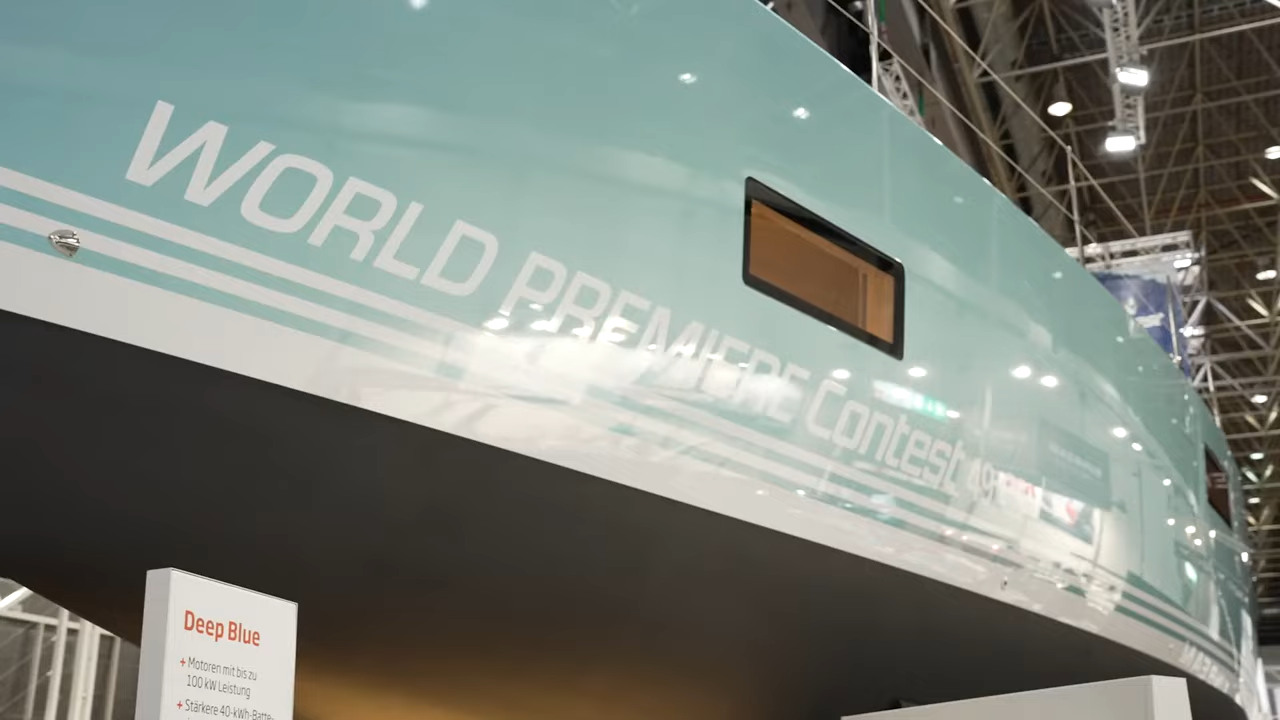 WORLD PREMIERE Contest 49
Deep Blue
+ Motoren mit bis zu
100 kW Leistung
+ Stärkere 40-kWh-Batte-